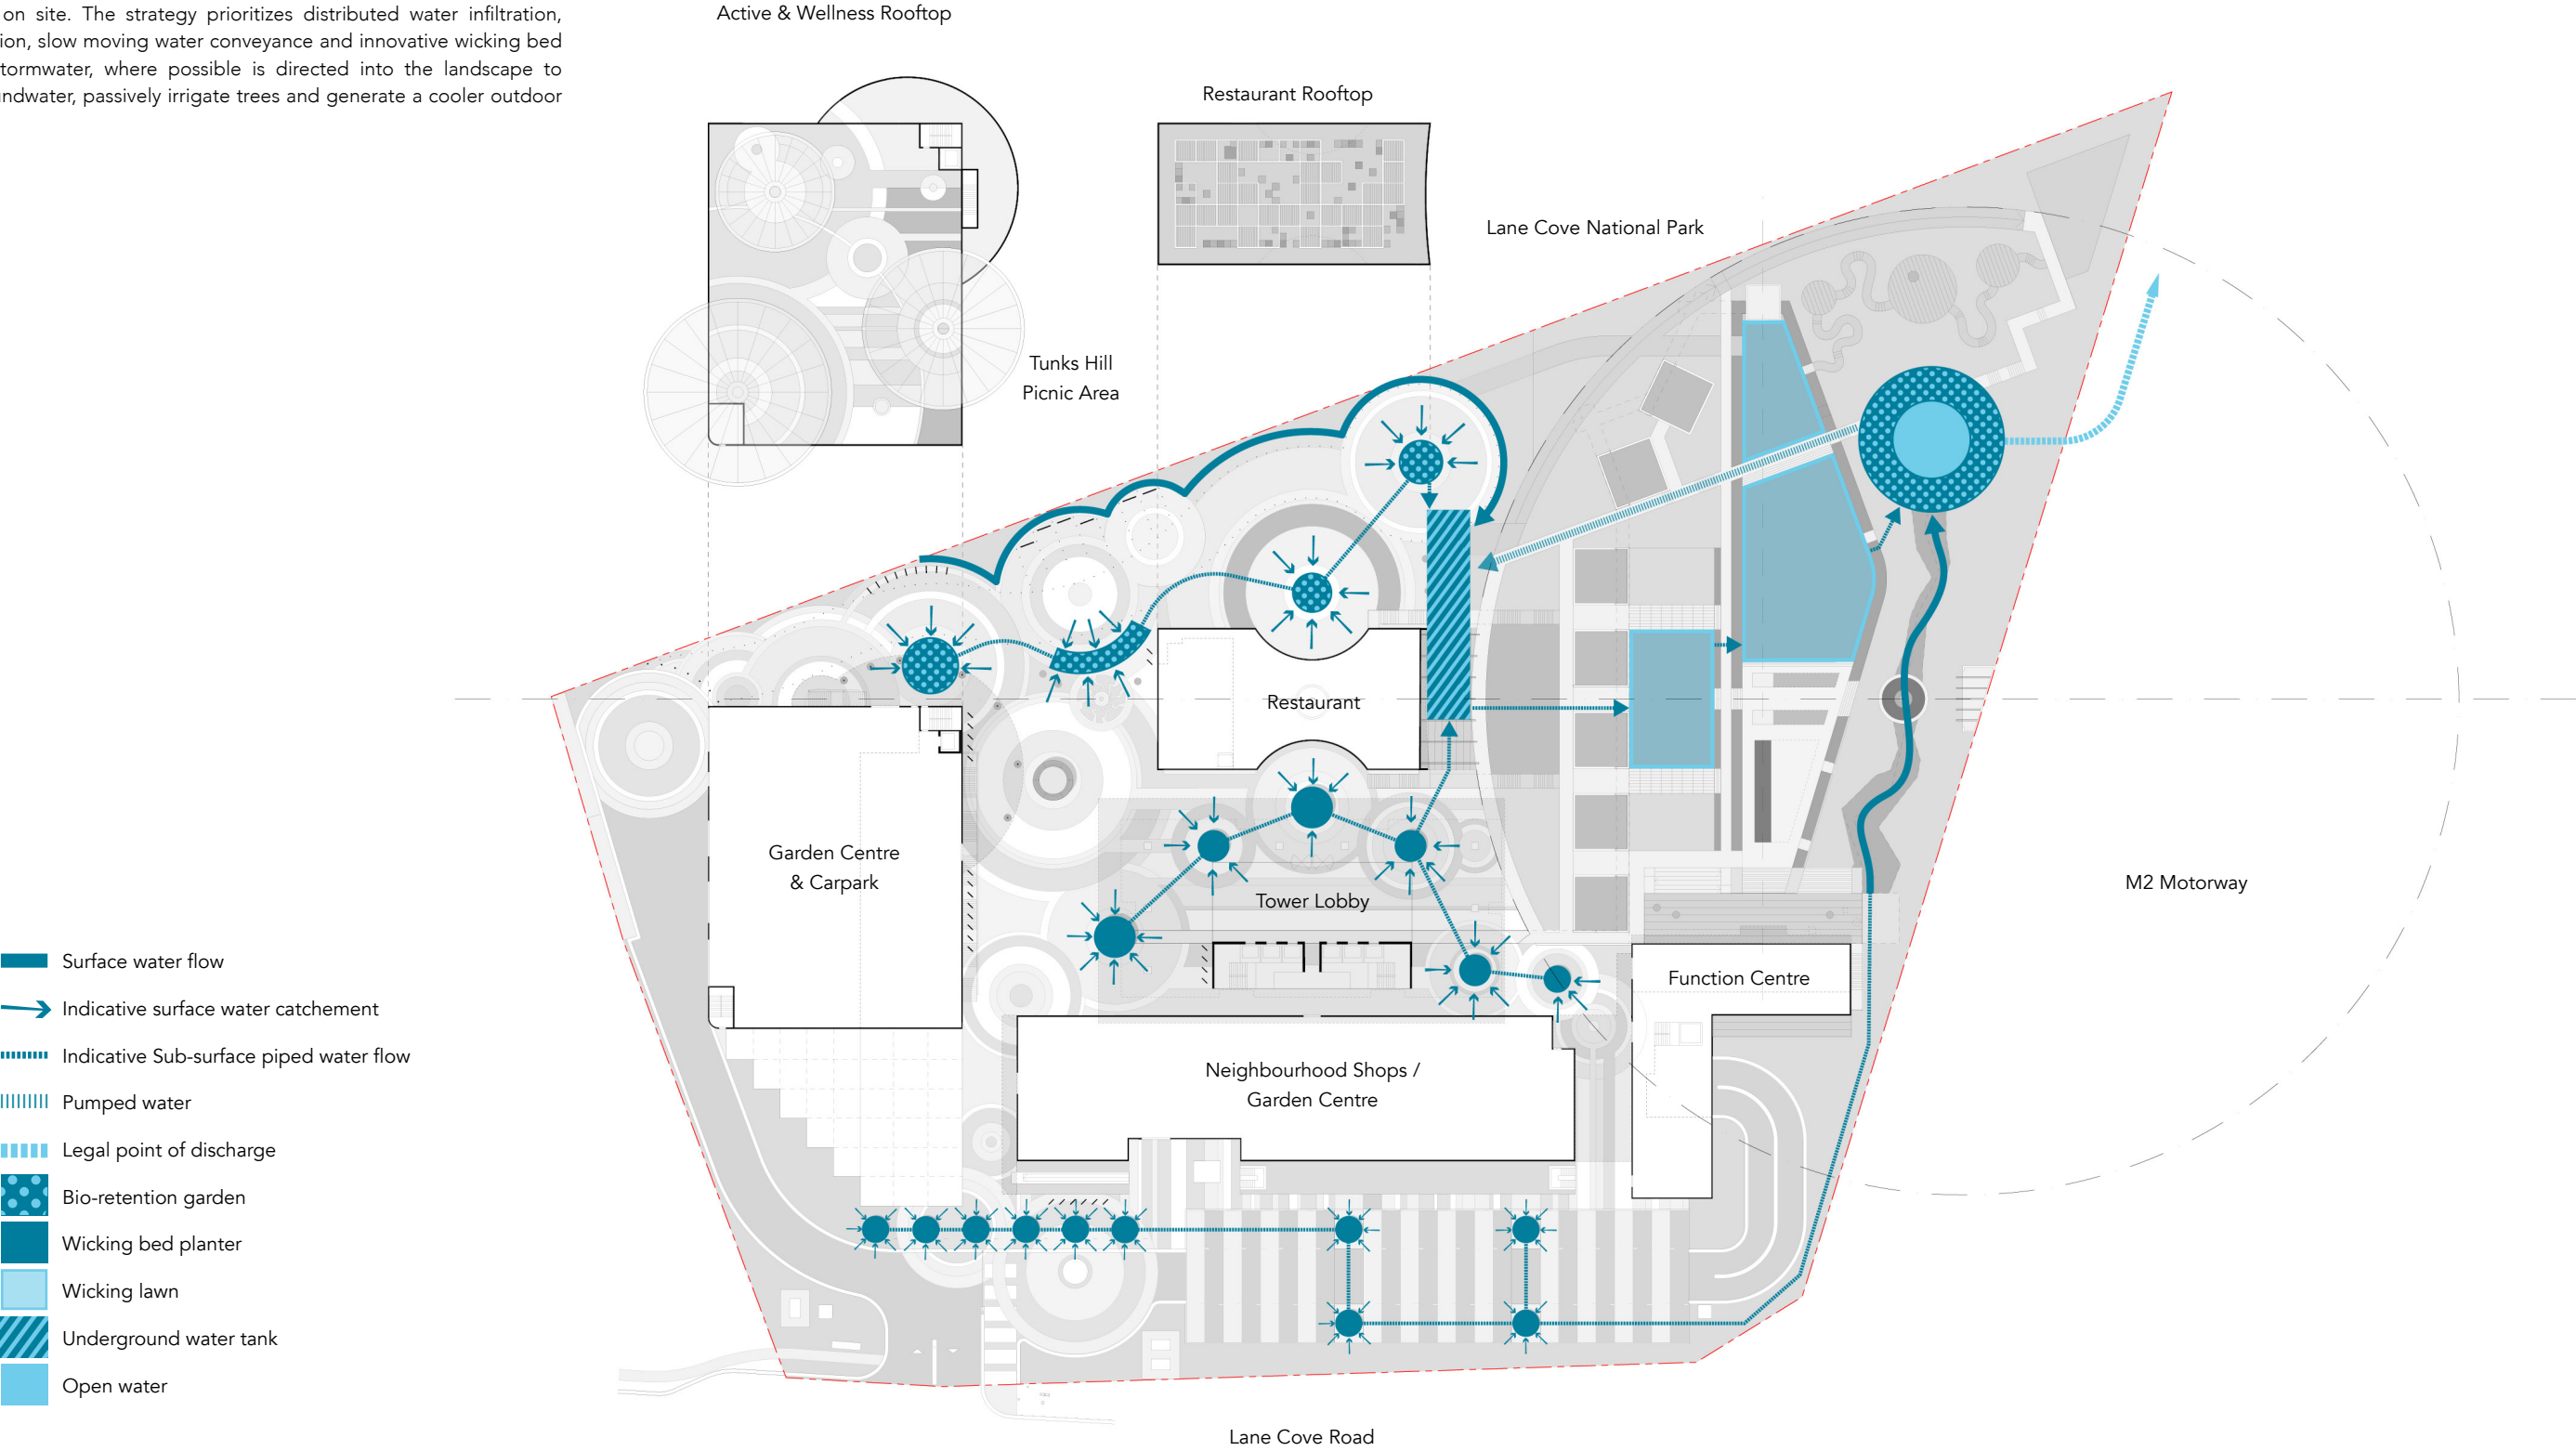 on site. The strategy prioritizes distributed water infiltration,
ion, slow moving water conveyance and innovative wicking bed
tormwater, where possible is directed into the landscape to
ndwater, passively irrigate trees and generate a cooler outdoor
Active & Wellness Rooftop
Restaurant Rooftop
Lane Cove National Park
Tunks Hill
Picnic Area
Restaurant
Garden Centre
& Carpark
Tower Lobby
M2 Motorway
Function Centre
Neighbourhood Shops /
Garden Centre
Surface water flow
Indicative surface water catchement
Indicative Sub-surface piped water flow
Pumped water
Legal point of discharge
Bio-retention garden
Wicking bed planter
Wicking lawn
Underground water tank
Open water
Lane Cove Road